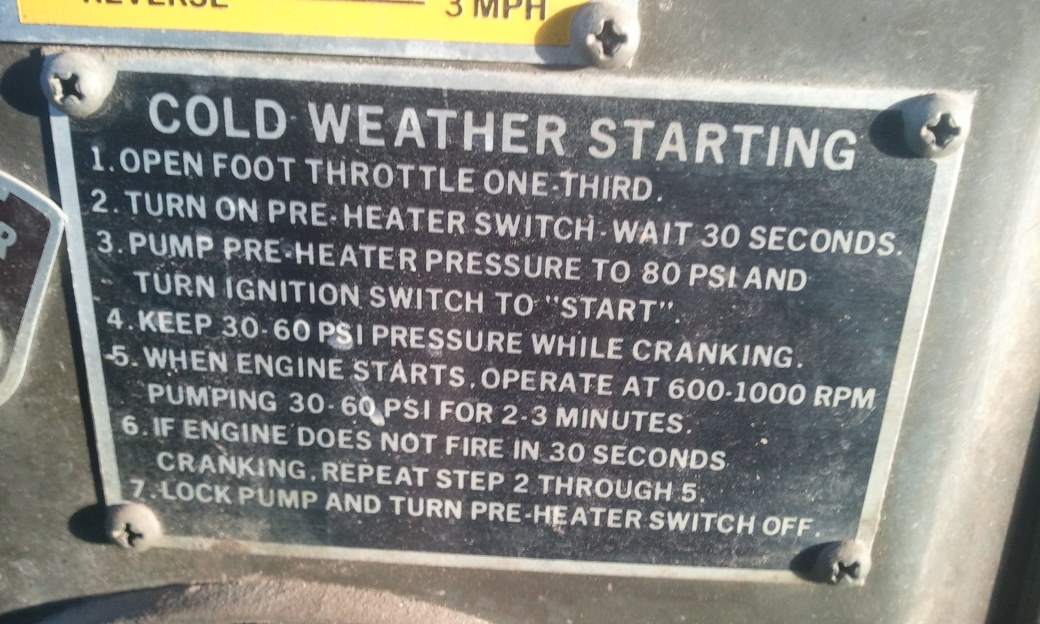 REVERSE 3 MPH
COLD WEATHER STARTING
1. OPEN FOOT THROTTLE ONE-THIRD.
2. TURN ON PRE-HEATER SWITCH-WAIT 30 SECONDS.
3. PUMP PRE-HEATER PRESSURE TO 80 PSI AND
TURN IGNITION SWITCH TO "START".
4. KEEP 30-60 PSI PRESSURE WHILE CRANKING.
5. WHEN ENGINE STARTS, OPERATE AT 600-1000 RPM
PUMPING 30-60 PSI FOR 2-3 MINUTES.
6. IF ENGINE DOES NOT FIRE IN 30 SECONDS
CRANKING, REPEAT STEP 2 THROUGH 5.
7. LOCK PUMP AND TURN PRE-HEATER SWITCH OFF.